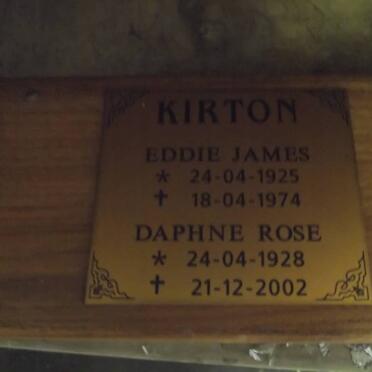 KIRTON
EDDIE JAMES
* 24-04-1925
✝ 18-04-1974
DAPHNE ROSE
* 24-04-1928
✝ 21-12-2002